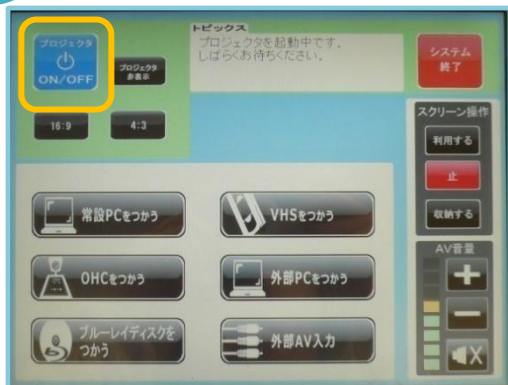 プロジェクタ
ON/OFF
プロジェクタ
非表示
16:9
4:3
トピックス
プロジェクタを起動中です。
しばらくお待ちください。
システム
終了
スクリーン操作
利用する
止
収納する
常設PCをつかう
VHSをつかう
OHCをつかう
外部PCをつかう
ブルーレイディスクを
つかう
外部AV入力
AV音量